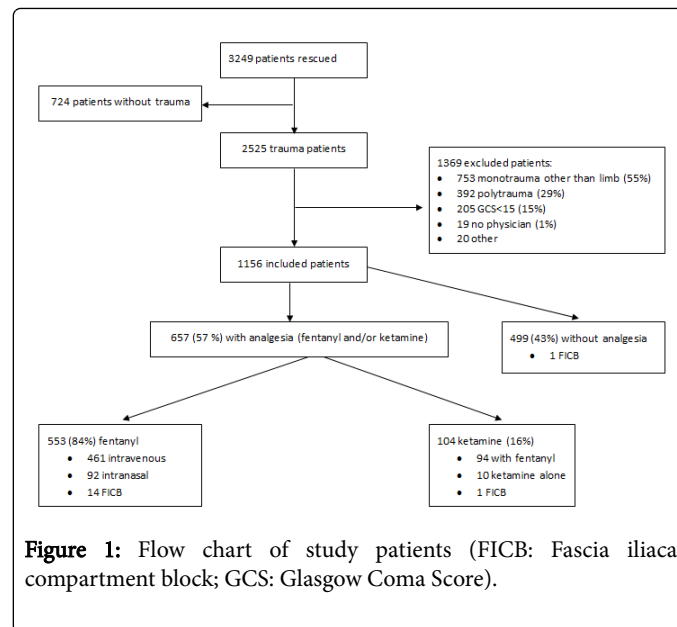 3249 patients rescued
724 patients without trauma
2525 trauma patients
1369 excluded patients:
• 753 monotrauma other than limb (55%)
• 392 polytrauma (29%)
• 205 GCS<15 (15%)
• 19 no physician (1%)
• 20 other
1156 included patients
657 (57 %) with analgesia (fentanyl and/or ketamine)
499 (43%) without analgesia
• 1 FICB
553 (84%) fentanyl
• 461 intravenous
• 92 intranasal
• 14 FICB
104 ketamine (16%)
• 94 with fentanyl
• 10 ketamine alone
• 1 FICB
Figure 1: Flow chart of study patients (FICB: Fascia iliaca
compartment block; GCS: Glasgow Coma Score).